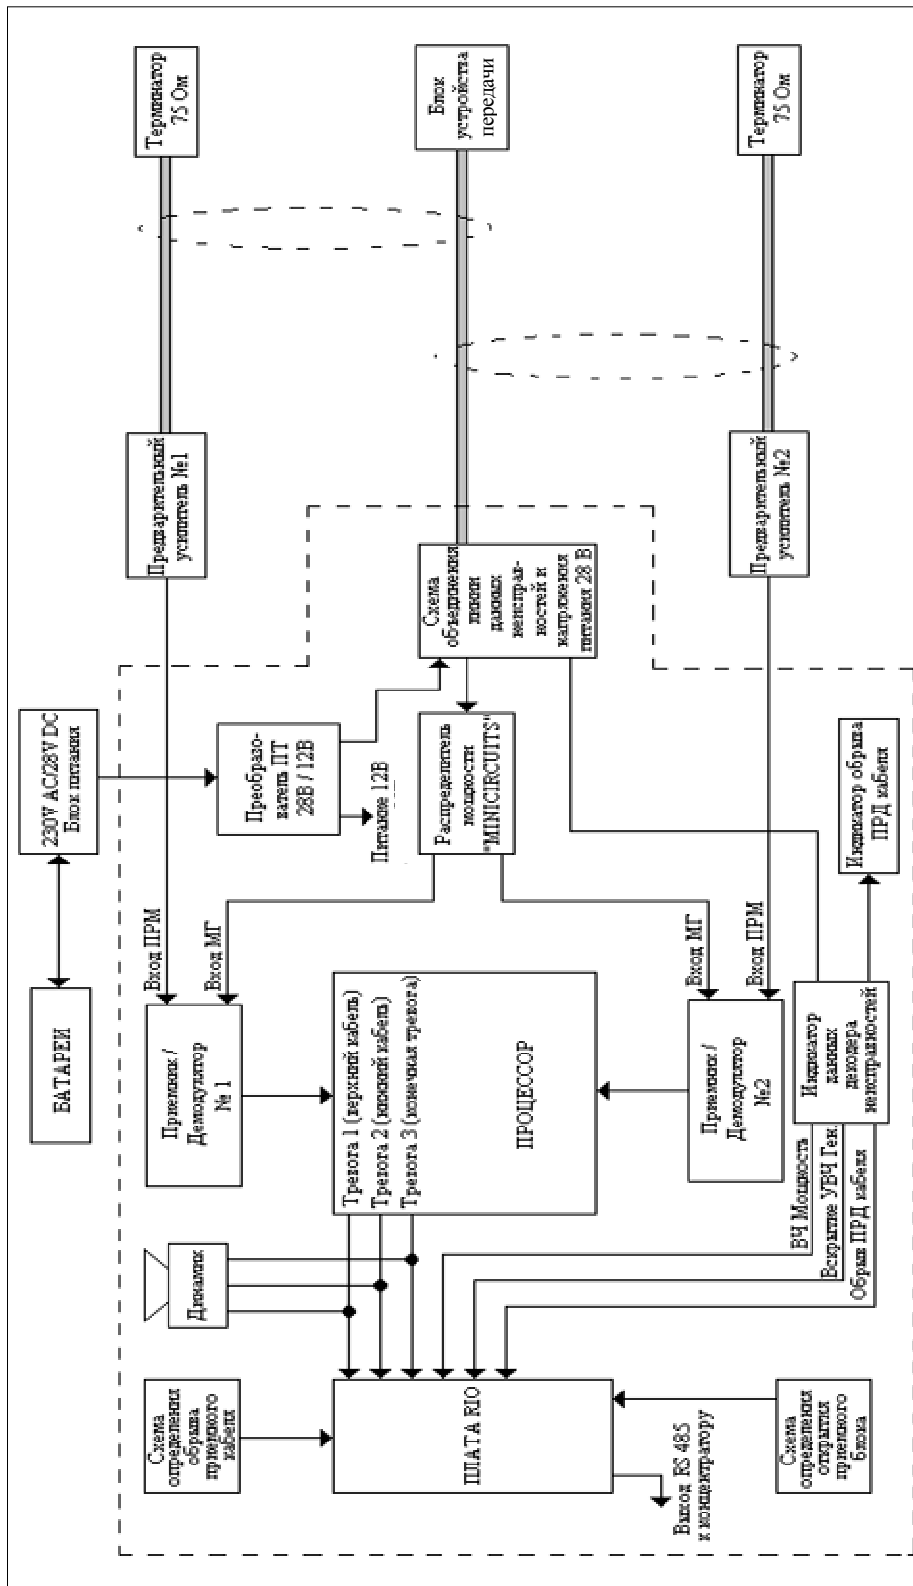 Терминатор
75 Ом
Блок
устройства
передачи
Терминатор
75 Ом
Предварительный
усилитель №1
Предварительный
усилитель №2
Схема
объединения
линии
данных
неисправ-
ностей и
напряжения
питания 28 В
230V AC/28V DC
Блок питания
Преобразо-
ватель ПТ
28В / 12В
Питание 12В
Распределитель
мощности
"MINICIRCUITS"
Индикатор обрыва
ПРД кабеля
БАТАРЕИ
Вход ПРМ
Вход МГ
Вход МГ
Вход ПРМ
Приемник /
Демодулятор
№ 1
Тревога 1 (верхний кабель)
Тревога 2 (нижний кабель)
Тревога 3 (конечная тревога)
ПРОЦЕССОР
Приемник /
Демодулятор
№2
Индикатор
данных
декодера
неисправностей
ВЧ Мощность
Вскрытие УВЧ Ген.
Обрыв ПРД кабеля
Динамик
Схема
определения
обрыва
приемного
кабеля
ПЛАТА RIO
Выход RS 485
к концентратору
Схема
определения
открытия
приемного
блока